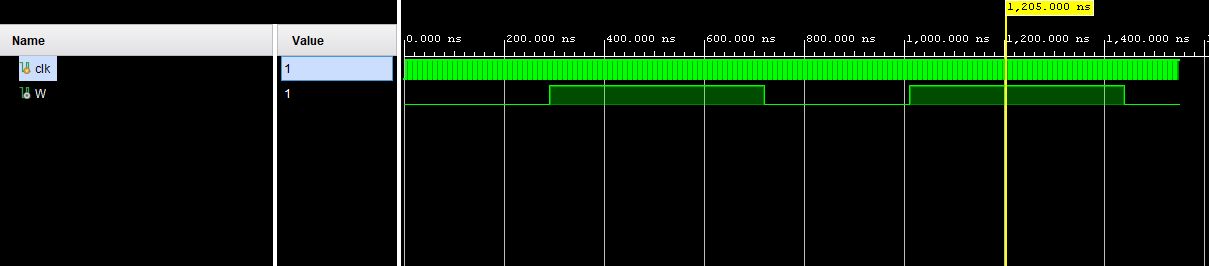 1,205.000 ns
Name Value
0.000 ns 200.000 ns 400.000 ns 600.000 ns 800.000 ns 1,000.000 ns 1,200.000 ns 1,400.000 ns
clk 1
W 1